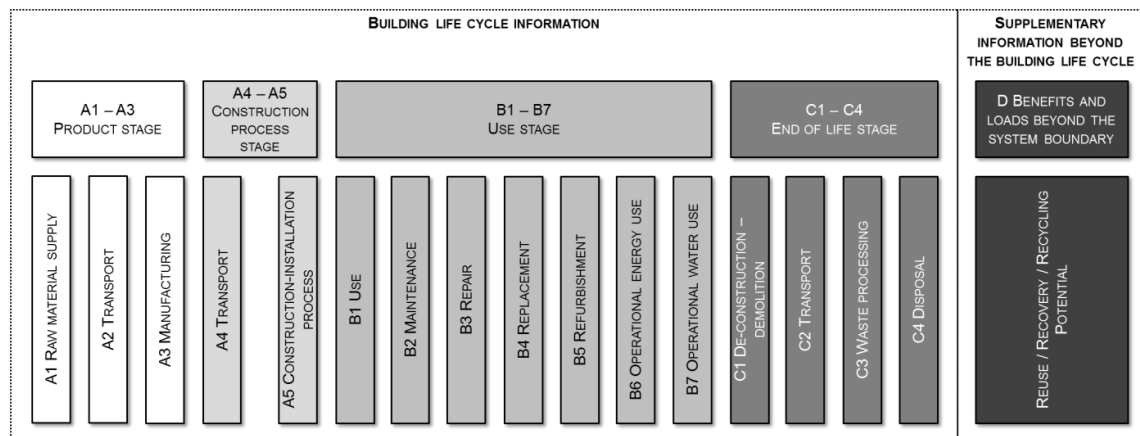 BUILDING LIFE CYCLE INFORMATION
SUPPLEMENTARY
INFORMATION BEYOND
THE BUILDING LIFE CYCLE
A1 – A3
PRODUCT STAGE
A4 – A5
CONSTRUCTION
PROCESS
STAGE
B1 – B7
USE STAGE
C1 – C4
END OF LIFE STAGE
D BENEFITS AND
LOADS BEYOND THE
SYSTEM BOUNDARY
A1 RAW MATERIAL SUPPLY
A2 TRANSPORT
A3 MANUFACTURING
A4 TRANSPORT
A5 CONSTRUCTION-INSTALLATION
PROCESS
B1 USE
B2 MAINTENANCE
B3 REPAIR
B4 REPLACEMENT
B5 REFURBISHMENT
B6 OPERATIONAL ENERGY USE
B7 OPERATIONAL WATER USE
C1 DE-CONSTRUCTION –
DEMOLITION
C2 TRANSPORT
C3 WASTE PROCESSING
C4 DISPOSAL
REUSE / RECOVERY / RECYCLING
POTENTIAL